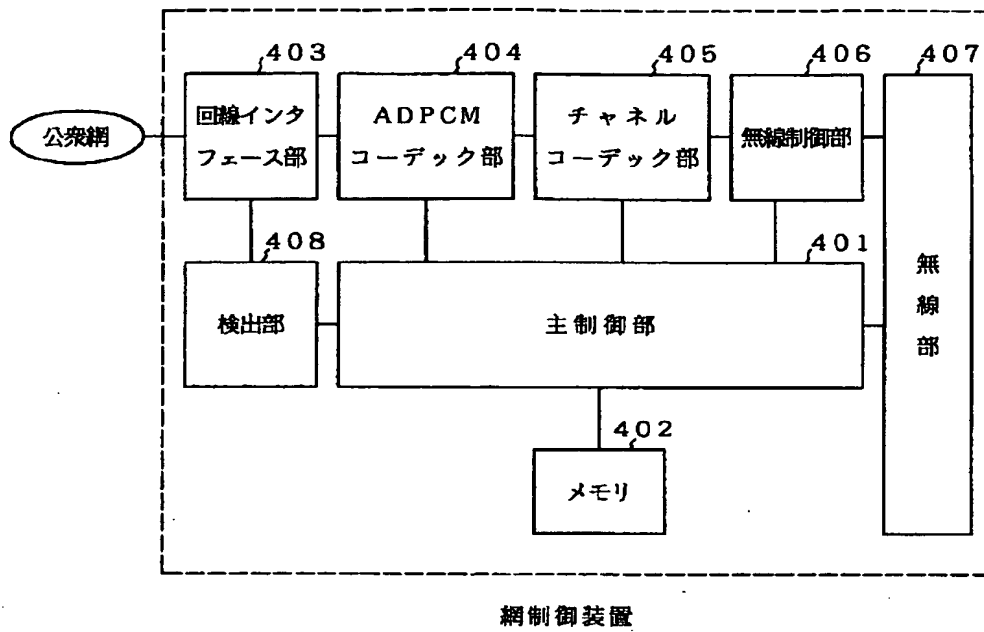 403
404
405
406
407
公衆網
回線インタ
フェース部
ADPCM
コーデック部
チャネル
コーデック部
無線制御部
408
401
検出部
主制御部
無線部
402
メモリ
網制御装置